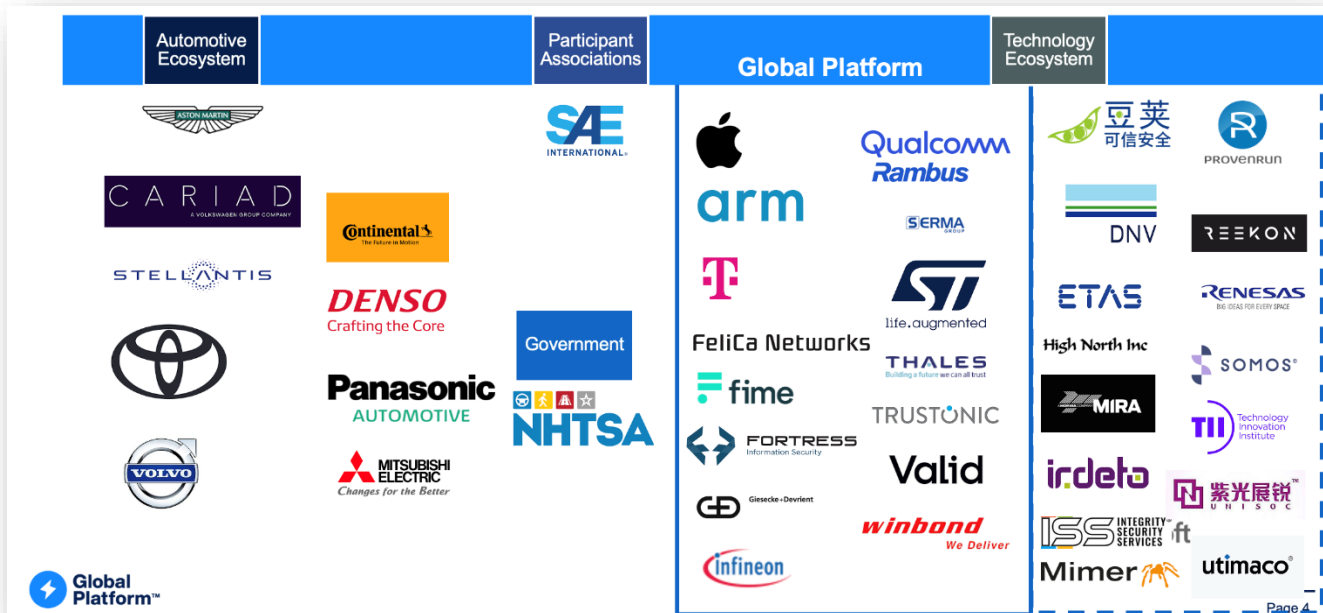 Automotive
Ecosystem
Participant
Associations
Global Platform
Technology
Ecosystem
ASTON MARTIN
CARIAD
A VOLKSWAGEN GROUP COMPANY
STELLANTIS
VOLVO
Continental
The Future in Motion
DENSO
Crafting the Core
Panasonic
AUTOMOTIVE
MITSUBISHI
ELECTRIC
Changes for the Better
SAE
INTERNATIONAL®
Government
NHTSA
arm
T
FeliCa Networks
fime
FORTRESS
Information Security
G+D
Giesecke+Devrient
infineon
Qualcomm
Rambus
SERMA
GROUP
ST
life.augmented
THALES
Building a future we can all trust
TRUSTONIC
Valid
winbond
We Deliver
豆荚
可信安全
DNV
ETAS
High North Inc
MIRA
irdeto
ISS INTEGRITY
SECURITY
SERVICES
ft
Mimer
R
PROVENRUN
REEKON
RENESAS
BIG IDEAS FOR EVERY SPACE
SOMOS®
TII Technology
Innovation
Institute
紫光展锐™
UNISOC
utimaco®
Global
Platform™
Page 4